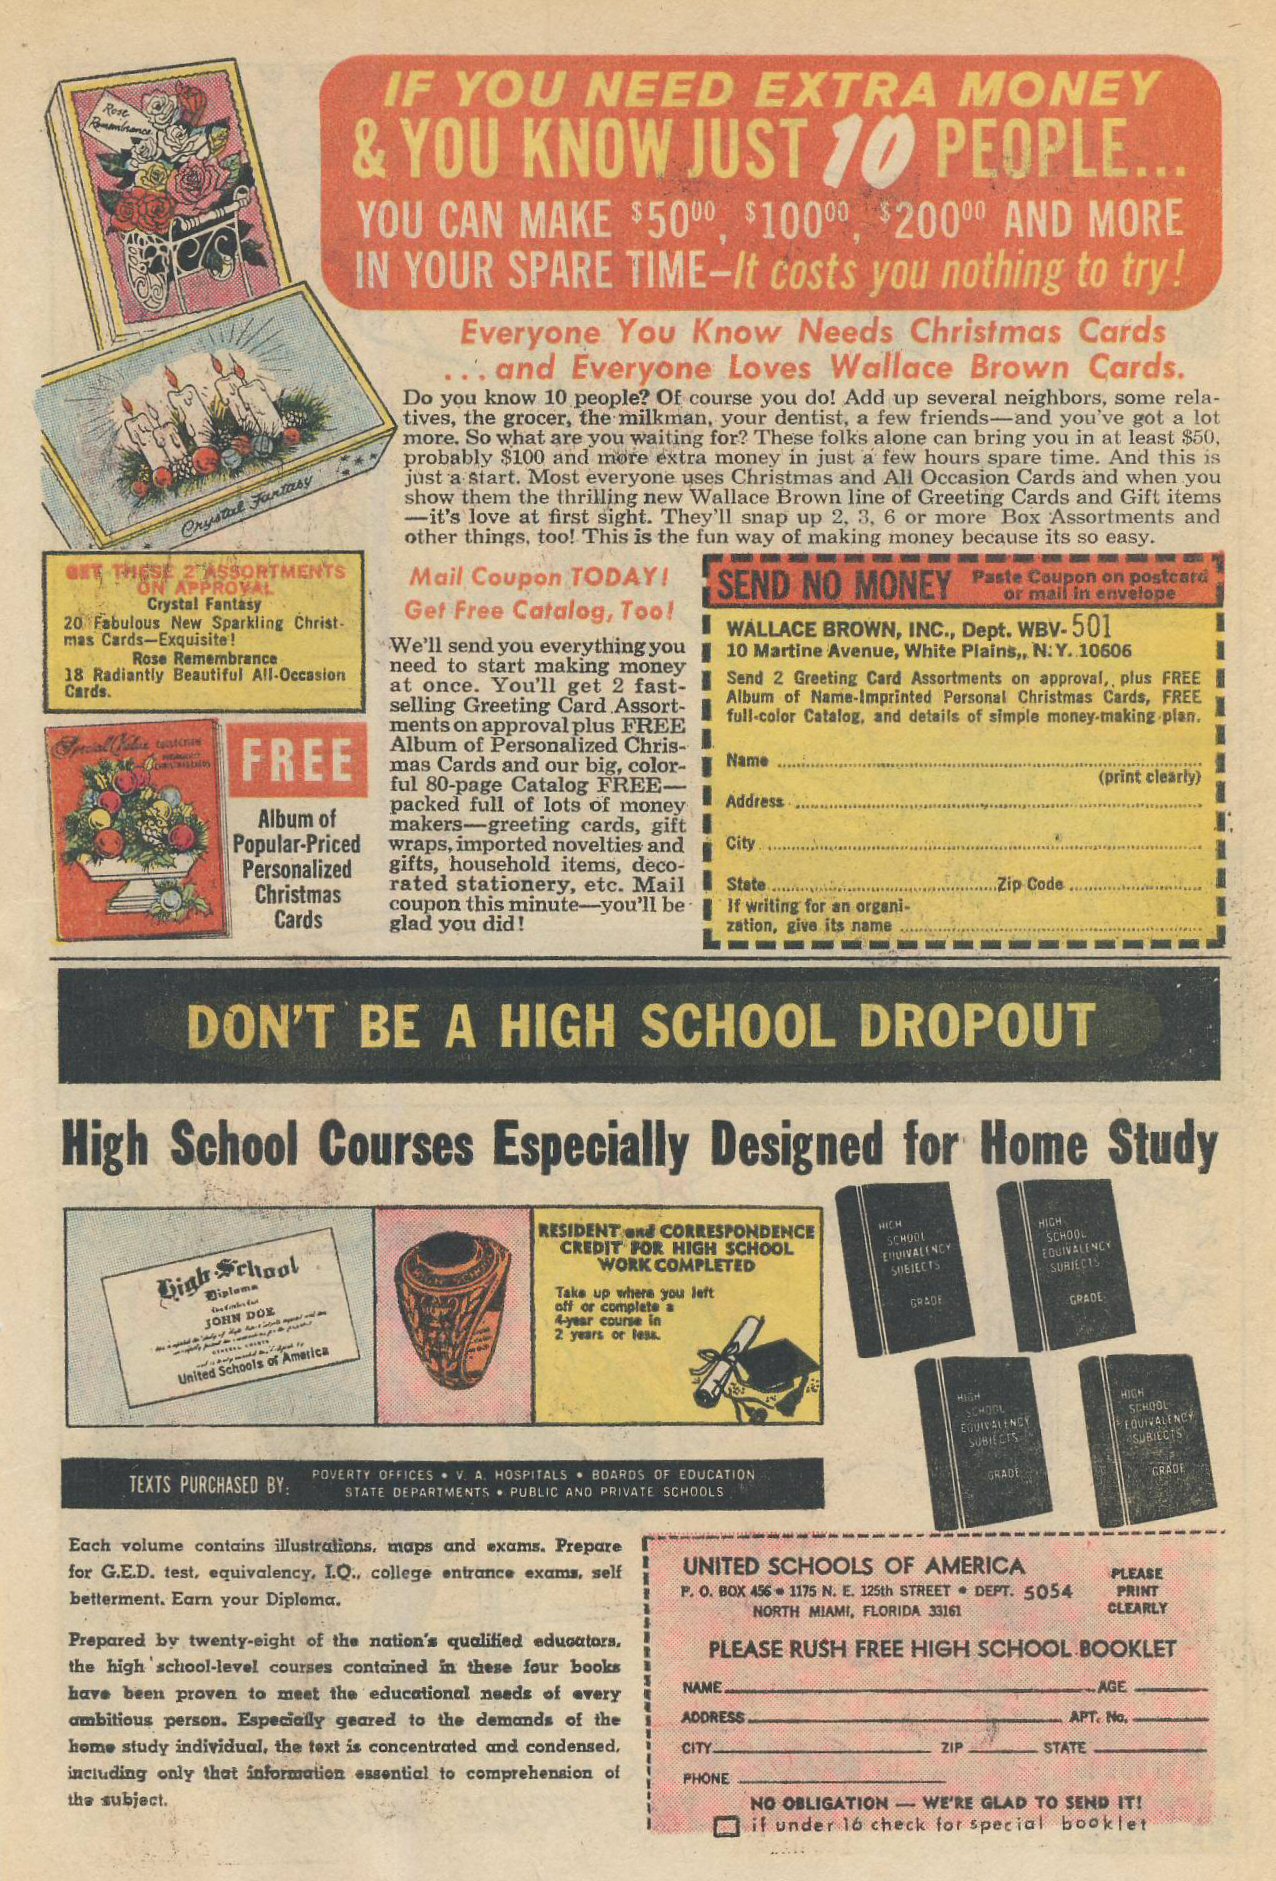 IF YOU NEED EXTRA MONEY
& YOU KNOW JUST 10 PEOPLE...
YOU CAN MAKE $50⁰⁰, $100⁰⁰, $200⁰⁰ AND MORE
IN YOUR SPARE TIME–It costs you nothing to try!
Rose
Remembrance
Crystal Fantasy
Everyone You Know Needs Christmas Cards
...and Everyone Loves Wallace Brown Cards.
Do you know 10 people? Of course you do! Add up several neighbors, some rela-
tives, the grocer, the milkman, your dentist, a few friends—and you've got a lot
more. So what are you waiting for? These folks alone can bring you in at least $50,
probably $100 and more extra money in just a few hours spare time. And this is
just a start. Most everyone uses Christmas and All Occasion Cards and when you
show them the thrilling new Wallace Brown line of Greeting Cards and Gift items
—it's love at first sight. They'll snap up 2, 3, 6 or more Box Assortments and
other things, too! This is the fun way of making money because its so easy.
GET THESE 2 ASSORTMENTS
ON APPROVAL
Crystal Fantasy
20 Fabulous New Sparkling Christ-
mas Cards—Exquisite!
Rose Remembrance
18 Radiantly Beautiful All-Occasion
Cards.
Special Value
FREE
Album of
Popular-Priced
Personalized
Christmas
Cards
Mail Coupon TODAY!
Get Free Catalog, Too!
We'll send you everything you
need to start making money
at once. You'll get 2 fast-
selling Greeting Card Assort-
ments on approval plus FREE
Album of Personalized Chris-
mas Cards and our big, color-
ful 80-page Catalog FREE—
packed full of lots of money
makers—greeting cards, gift
wraps, imported novelties and
gifts, household items, deco-
rated stationery, etc. Mail
coupon this minute—you'll be
glad you did!
SEND NO MONEY Paste Coupon on postcard
or mail in envelope
WALLACE BROWN, INC., Dept. WBV-501
10 Martine Avenue, White Plains,, N.Y. 10606
Send 2 Greeting Card Assortments on approval, plus FREE
Album of Name-Imprinted Personal Christmas Cards, FREE
full-color Catalog, and details of simple money-making plan.
Name
(print clearly)
Address
City
State Zip Code
If writing for an organi-
zation, give its name
DON'T BE A HIGH SCHOOL DROPOUT
High School Courses Especially Designed for Home Study
High School
Diploma
JOHN DOE
United Schools of America
RESIDENT and CORRESPONDENCE
CREDIT FOR HIGH SCHOOL
WORK COMPLETED
Take up where you left
off or complete a
4-year course in
2 years or less.
HIGH
SCHOOL
EQUIVALENCY
SUBJECTS
GRADE
HIGH
SCHOOL
EQUIVALENCY
SUBJECTS
GRADE
HIGH
SCHOOL
EQUIVALENCY
SUBJECTS
GRADE
HIGH
SCHOOL
EQUIVALENCY
SUBJECTS
GRADE
TEXTS PURCHASED BY: POVERTY OFFICES • V. A. HOSPITALS • BOARDS OF EDUCATION
STATE DEPARTMENTS • PUBLIC AND PRIVATE SCHOOLS
Each volume contains illustrations, maps and exams. Prepare
for G.E.D. test, equivalency, I.Q., college entrance exams, self
betterment. Earn your Diploma.
Prepared by twenty-eight of the nation's qualified educators,
the high school-level courses contained in these four books
have been proven to meet the educational needs of every
ambitious person. Especially geared to the demands of the
home study individual, the text is concentrated and condensed,
including only that information essential to comprehension of
the subject.
UNITED SCHOOLS OF AMERICA
P. O. BOX 456 • 1175 N. E. 125th STREET • DEPT. 5054
NORTH MIAMI, FLORIDA 33161
PLEASE
PRINT
CLEARLY
PLEASE RUSH FREE HIGH SCHOOL BOOKLET
NAME AGE
ADDRESS APT. No.
CITY ZIP STATE
PHONE
NO OBLIGATION — WE'RE GLAD TO SEND IT!
if under 16 check for special booklet